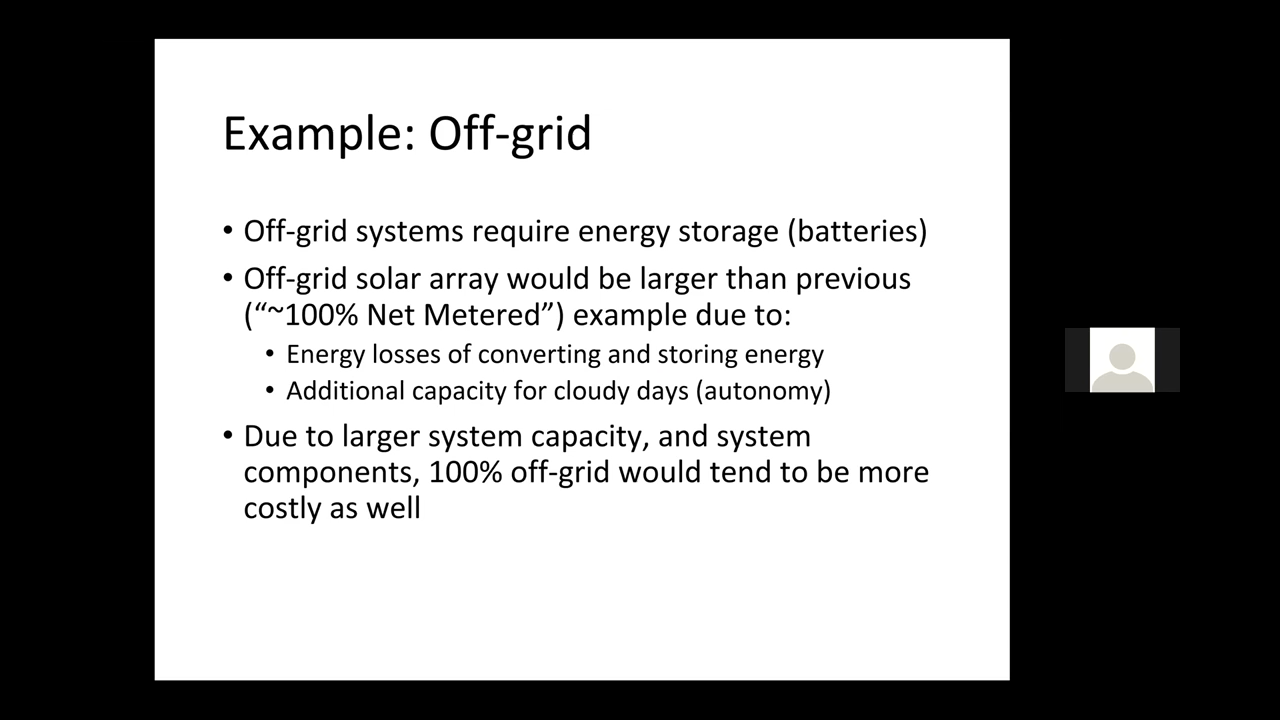 Example: Off-grid
• Off-grid systems require energy storage (batteries)
• Off-grid solar array would be larger than previous
(“~100% Net Metered”) example due to:
• Energy losses of converting and storing energy
• Additional capacity for cloudy days (autonomy)
• Due to larger system capacity, and system
components, 100% off-grid would tend to be more
costly as well